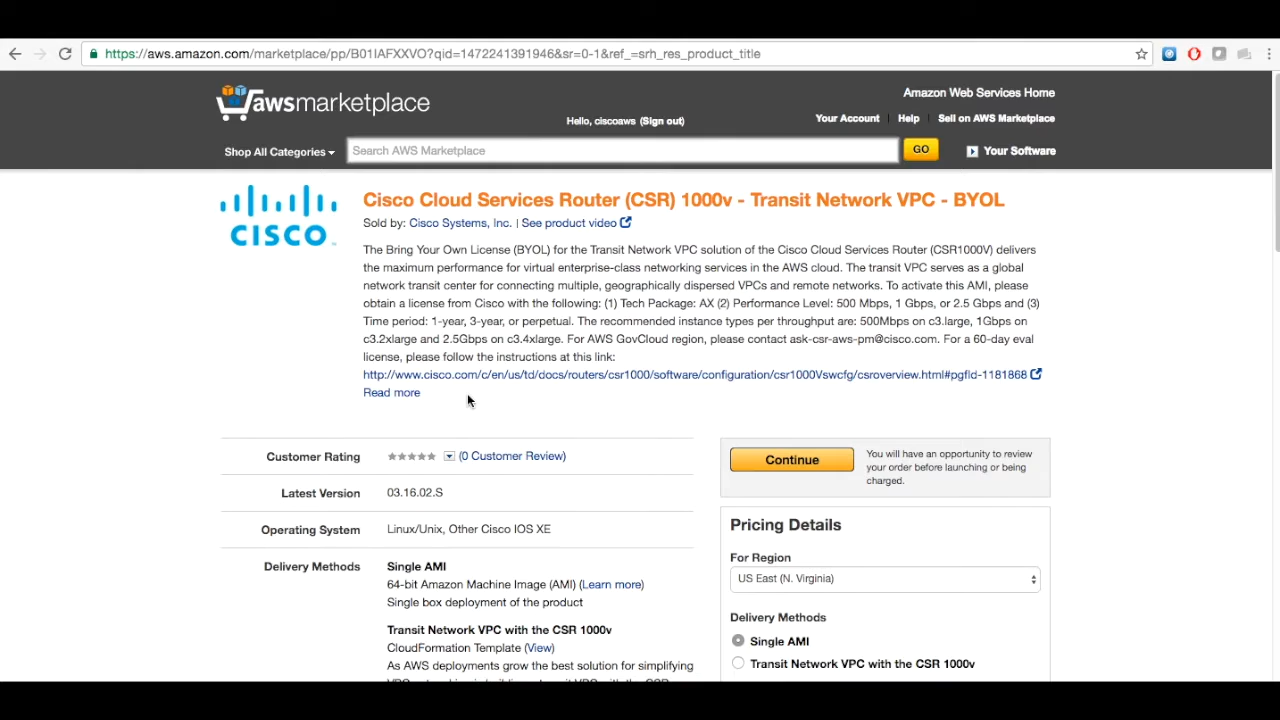 https://aws.amazon.com/marketplace/pp/B01IAFXXVO?qid=1472241391946&sr=0-1&ref_=srh_res_product_title
awsmarketplace
Amazon Web Services Home
Hello, ciscoaws (Sign out)
Your Account
Help
Sell on AWS Marketplace
Shop All Categories
Search AWS Marketplace
GO
Your Software
CISCO
Cisco Cloud Services Router (CSR) 1000v - Transit Network VPC - BYOL
Sold by: Cisco Systems, Inc. | See product video
The Bring Your Own License (BYOL) for the Transit Network VPC solution of the Cisco Cloud Services Router (CSR1000V) delivers
the maximum performance for virtual enterprise-class networking services in the AWS cloud. The transit VPC serves as a global
network transit center for connecting multiple, geographically dispersed VPCs and remote networks. To activate this AMI, please
obtain a license from Cisco with the following: (1) Tech Package: AX (2) Performance Level: 500 Mbps, 1 Gbps, or 2.5 Gbps and (3)
Time period: 1-year, 3-year, or perpetual. The recommended instance types per throughput are: 500Mbps on c3.large, 1Gbps on
c3.2xlarge and 2.5Gbps on c3.4xlarge. For AWS GovCloud region, please contact ask-csr-aws-pm@cisco.com. For a 60-day eval
license, please follow the instructions at this link:
http://www.cisco.com/c/en/us/td/docs/routers/csr1000/software/configuration/csr1000Vswcfg/csroverview.html#pgfId-1181868
Read more
Customer Rating
(0 Customer Review)
Latest Version
03.16.02.S
Operating System
Linux/Unix, Other Cisco IOS XE
Delivery Methods
Single AMI
64-bit Amazon Machine Image (AMI) (Learn more)
Single box deployment of the product
Transit Network VPC with the CSR 1000v
CloudFormation Template (View)
As AWS deployments grow the best solution for simplifying
Continue
You will have an opportunity to review
your order before launching or being
charged.
Pricing Details
For Region
US East (N. Virginia)
Delivery Methods
Single AMI
Transit Network VPC with the CSR 1000v